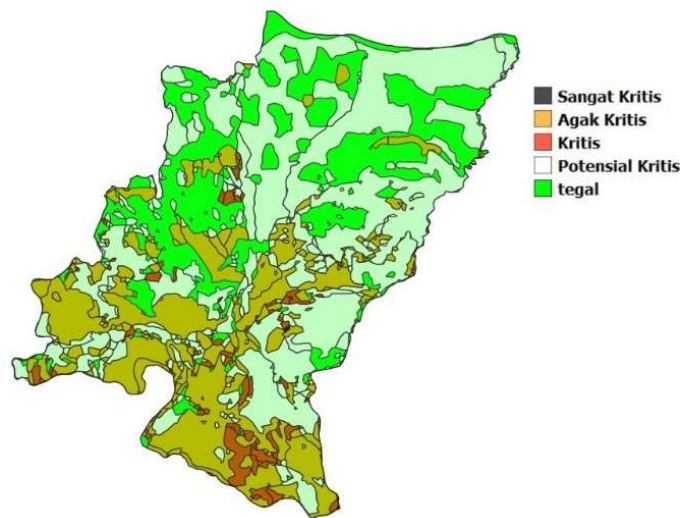 Sangat Kritis
Agak Kritis
Kritis
Potensial Kritis
tegal